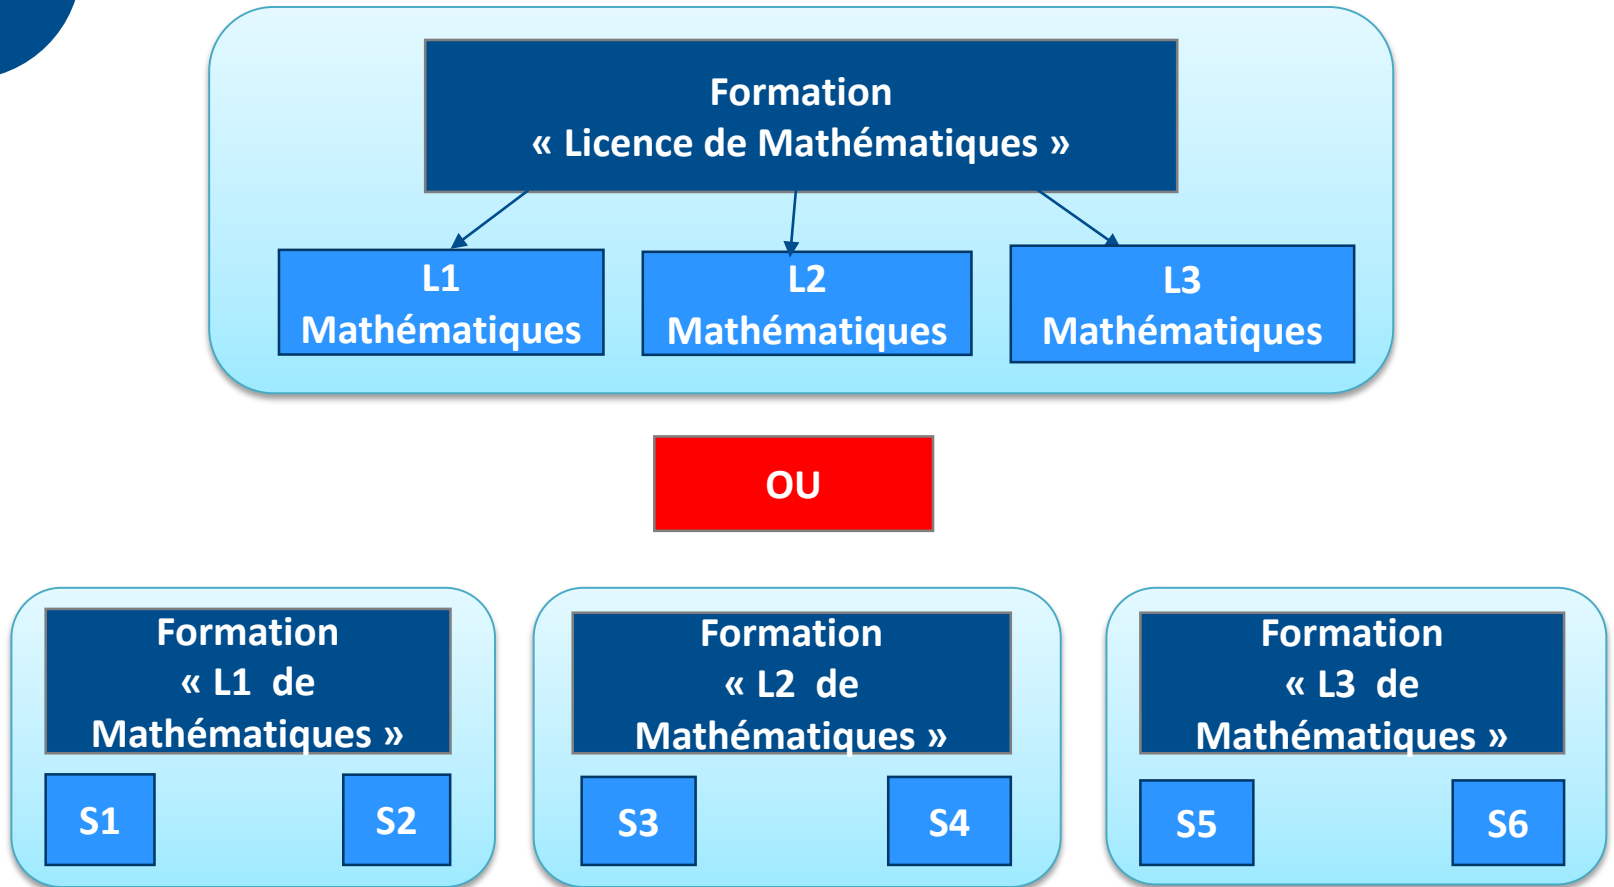 Formation
« Licence de Mathématiques »
L1
Mathématiques
L2
Mathématiques
L3
Mathématiques
OU
Formation
« L1 de
Mathématiques »
S1
S2
Formation
« L2 de
Mathématiques »
S3
S4
Formation
« L3 de
Mathématiques »
S5
S6